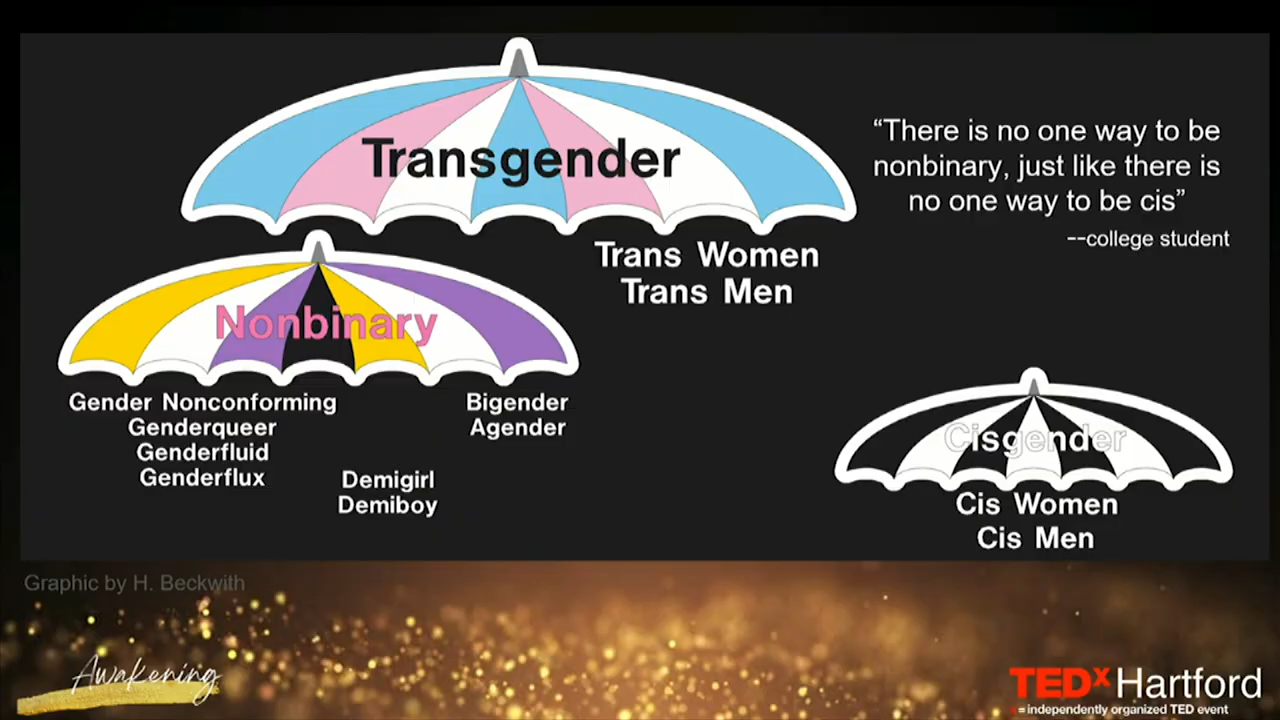 Transgender
“There is no one way to be
nonbinary, just like there is
no one way to be cis”
--college student
Trans Women
Trans Men
Nonbinary
Gender Nonconforming
Genderqueer
Genderfluid
Genderflux
Bigender
Agender
Demigirl
Demiboy
Cisgender
Cis Women
Cis Men
Graphic by H. Beckwith
Awakening
TEDx Hartford
x = independently organized TED event